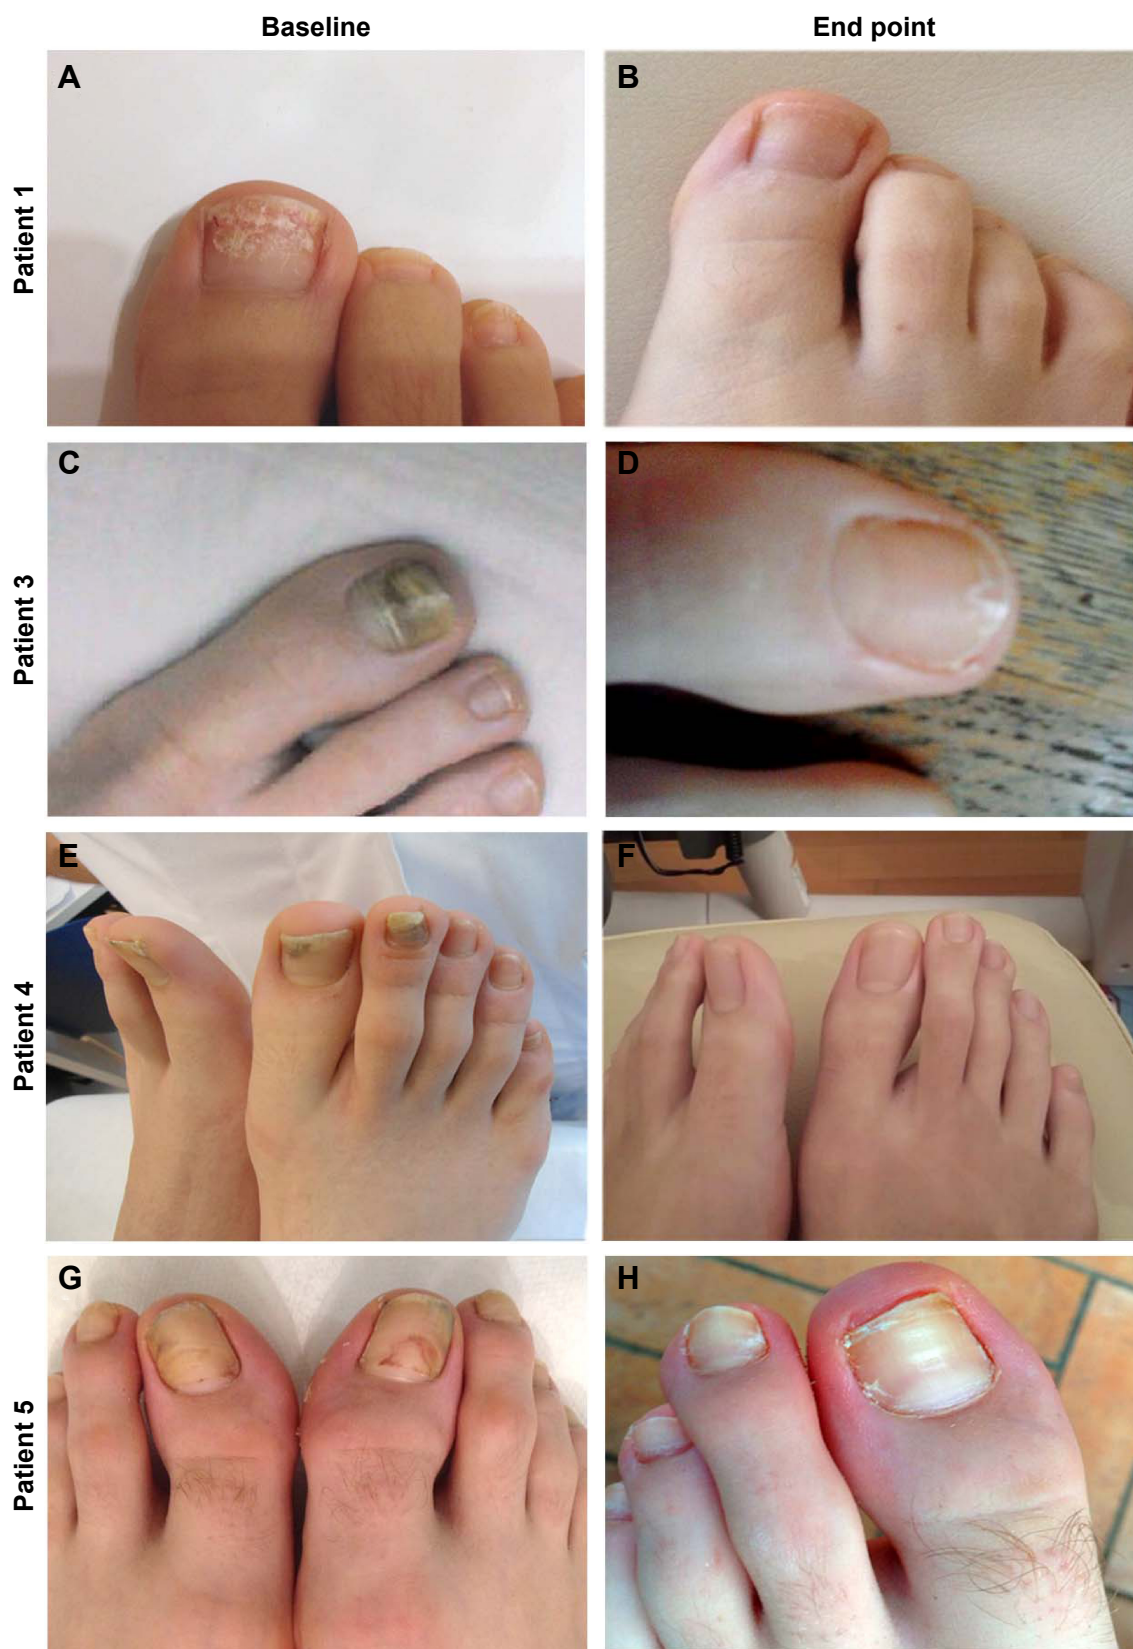 Baseline
End point
Patient 1
A
B
Patient 3
C
D
Patient 4
E
F
Patient 5
G
H